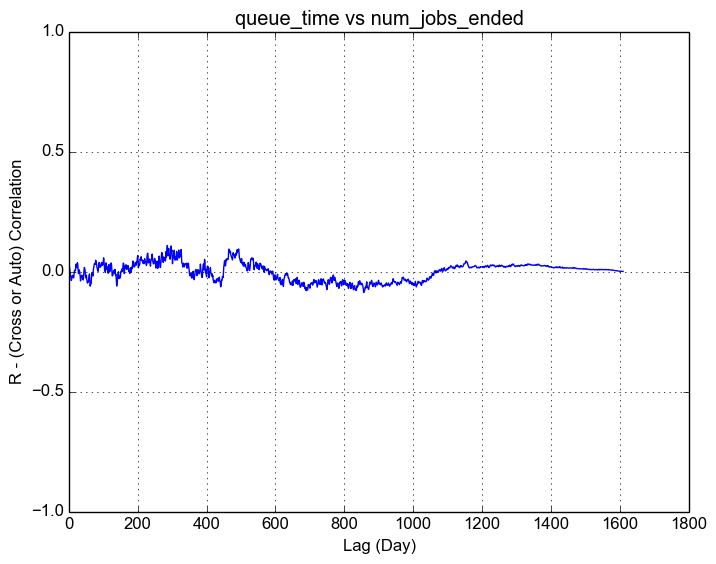 queue_time vs num_jobs_ended
1.0
0.5
0.0
−0.5
−1.0
R - (Cross or Auto) Correlation
0 200 400 600 800 1000 1200 1400 1600 1800
Lag (Day)